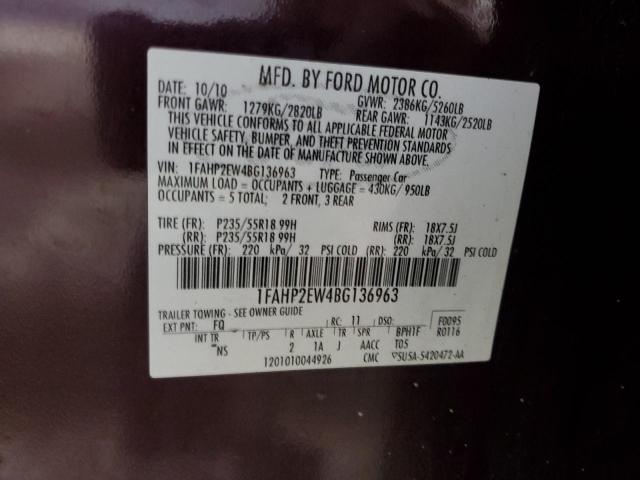 MFD. BY FORD MOTOR CO.
DATE: 10/10 GVWR: 2386KG/5260LB
FRONT GAWR: 1279KG/2820LB REAR GAWR: 1143KG/2520LB
THIS VEHICLE CONFORMS TO ALL APPLICABLE FEDERAL MOTOR
VEHICLE SAFETY, BUMPER, AND THEFT PREVENTION STANDARDS
IN EFFECT ON THE DATE OF MANUFACTURE SHOWN ABOVE.
VIN: 1FAHP2EW4BG136963 TYPE: Passenger Car
MAXIMUM LOAD = OCCUPANTS + LUGGAGE = 430KG/950LB
OCCUPANTS = 5 TOTAL; 2 FRONT, 3 REAR
TIRE (FR): P235/55R18 99H RIMS (FR): 18X7.5J
(RR): P235/55R18 99H (RR): 18X7.5J
PRESSURE (FR): 220 kPa/ 32 PSI COLD (RR): 220 kPa/ 32 PSI COLD
1FAHP2EW4BG136963
TRAILER TOWING - SEE OWNER GUIDE
EXT PNT: FQ RC: 11 DSO: F0095
INT TR TP/PS R AXLE TR SPR BPH1F R0116
NS 2 1A J AACC T05
1201010044926 CMC 5U5A-5420472-AA